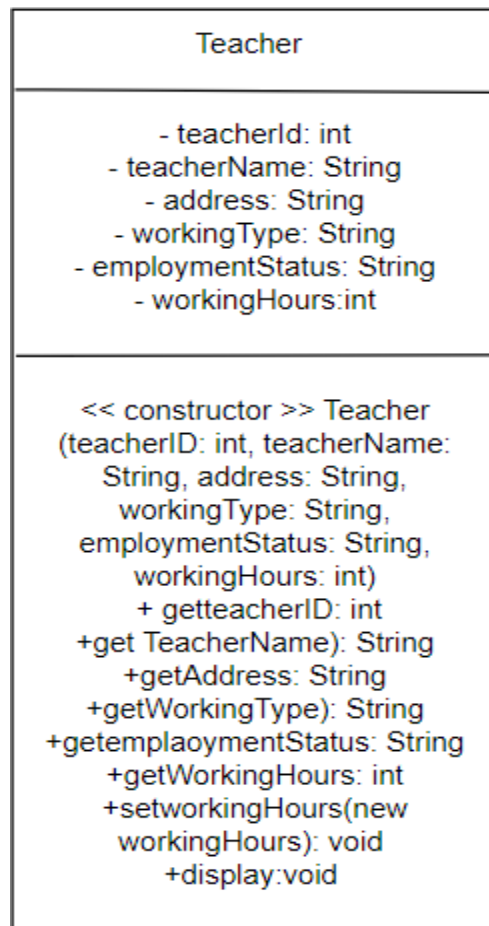 Teacher
- teacherId: int
- teacherName: String
- address: String
- workingType: String
- employmentStatus: String
- workingHours:int
<< constructor >> Teacher
(teacherID: int, teacherName:
String, address: String,
workingType: String,
employmentStatus: String,
workingHours: int)
+ getteacherID: int
+get TeacherName): String
+getAddress: String
+getWorkingType): String
+getemplaoymentStatus: String
+getWorkingHours: int
+setworkingHours(new
workingHours): void
+display:void